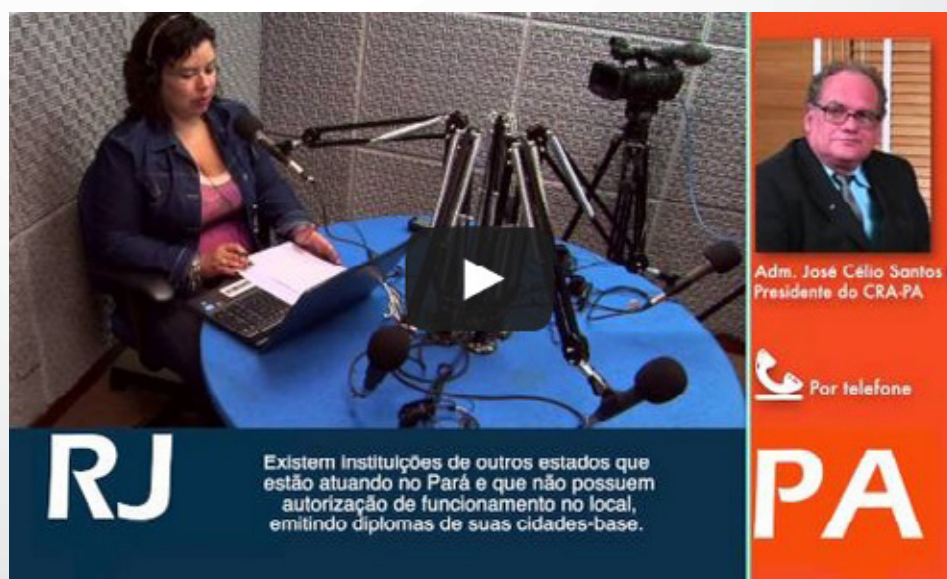 Adm. José Célio Santos
Presidente do CRA-PA
Por telefone
RJ
Existem instituições de outros estados que
estão atuando no Pará e que não possuem
autorização de funcionamento no local,
emitindo diplomas de suas cidades-base.
PA